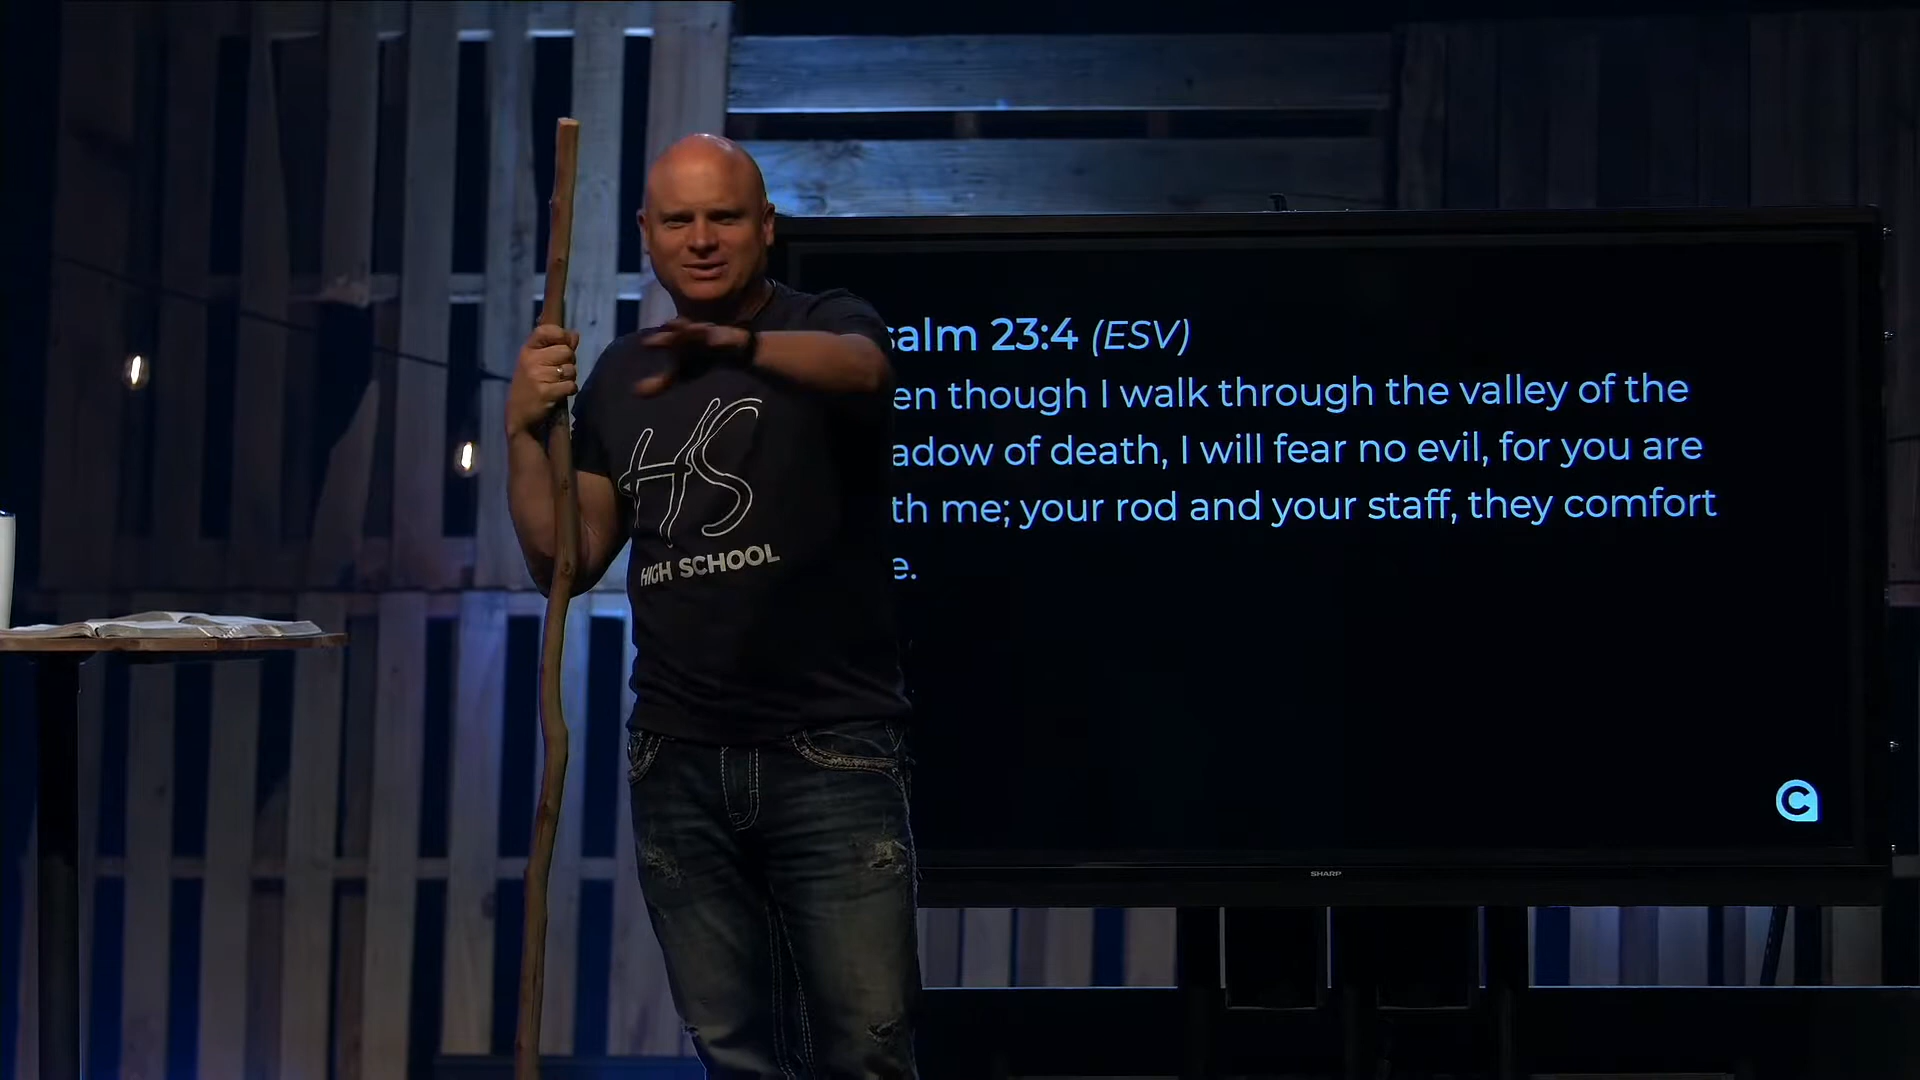 salm 23:4 (ESV)
en though I walk through the valley of the
adow of death, I will fear no evil, for you are
th me; your rod and your staff, they comfort
e.
HS
HIGH SCHOOL
SHARP
C